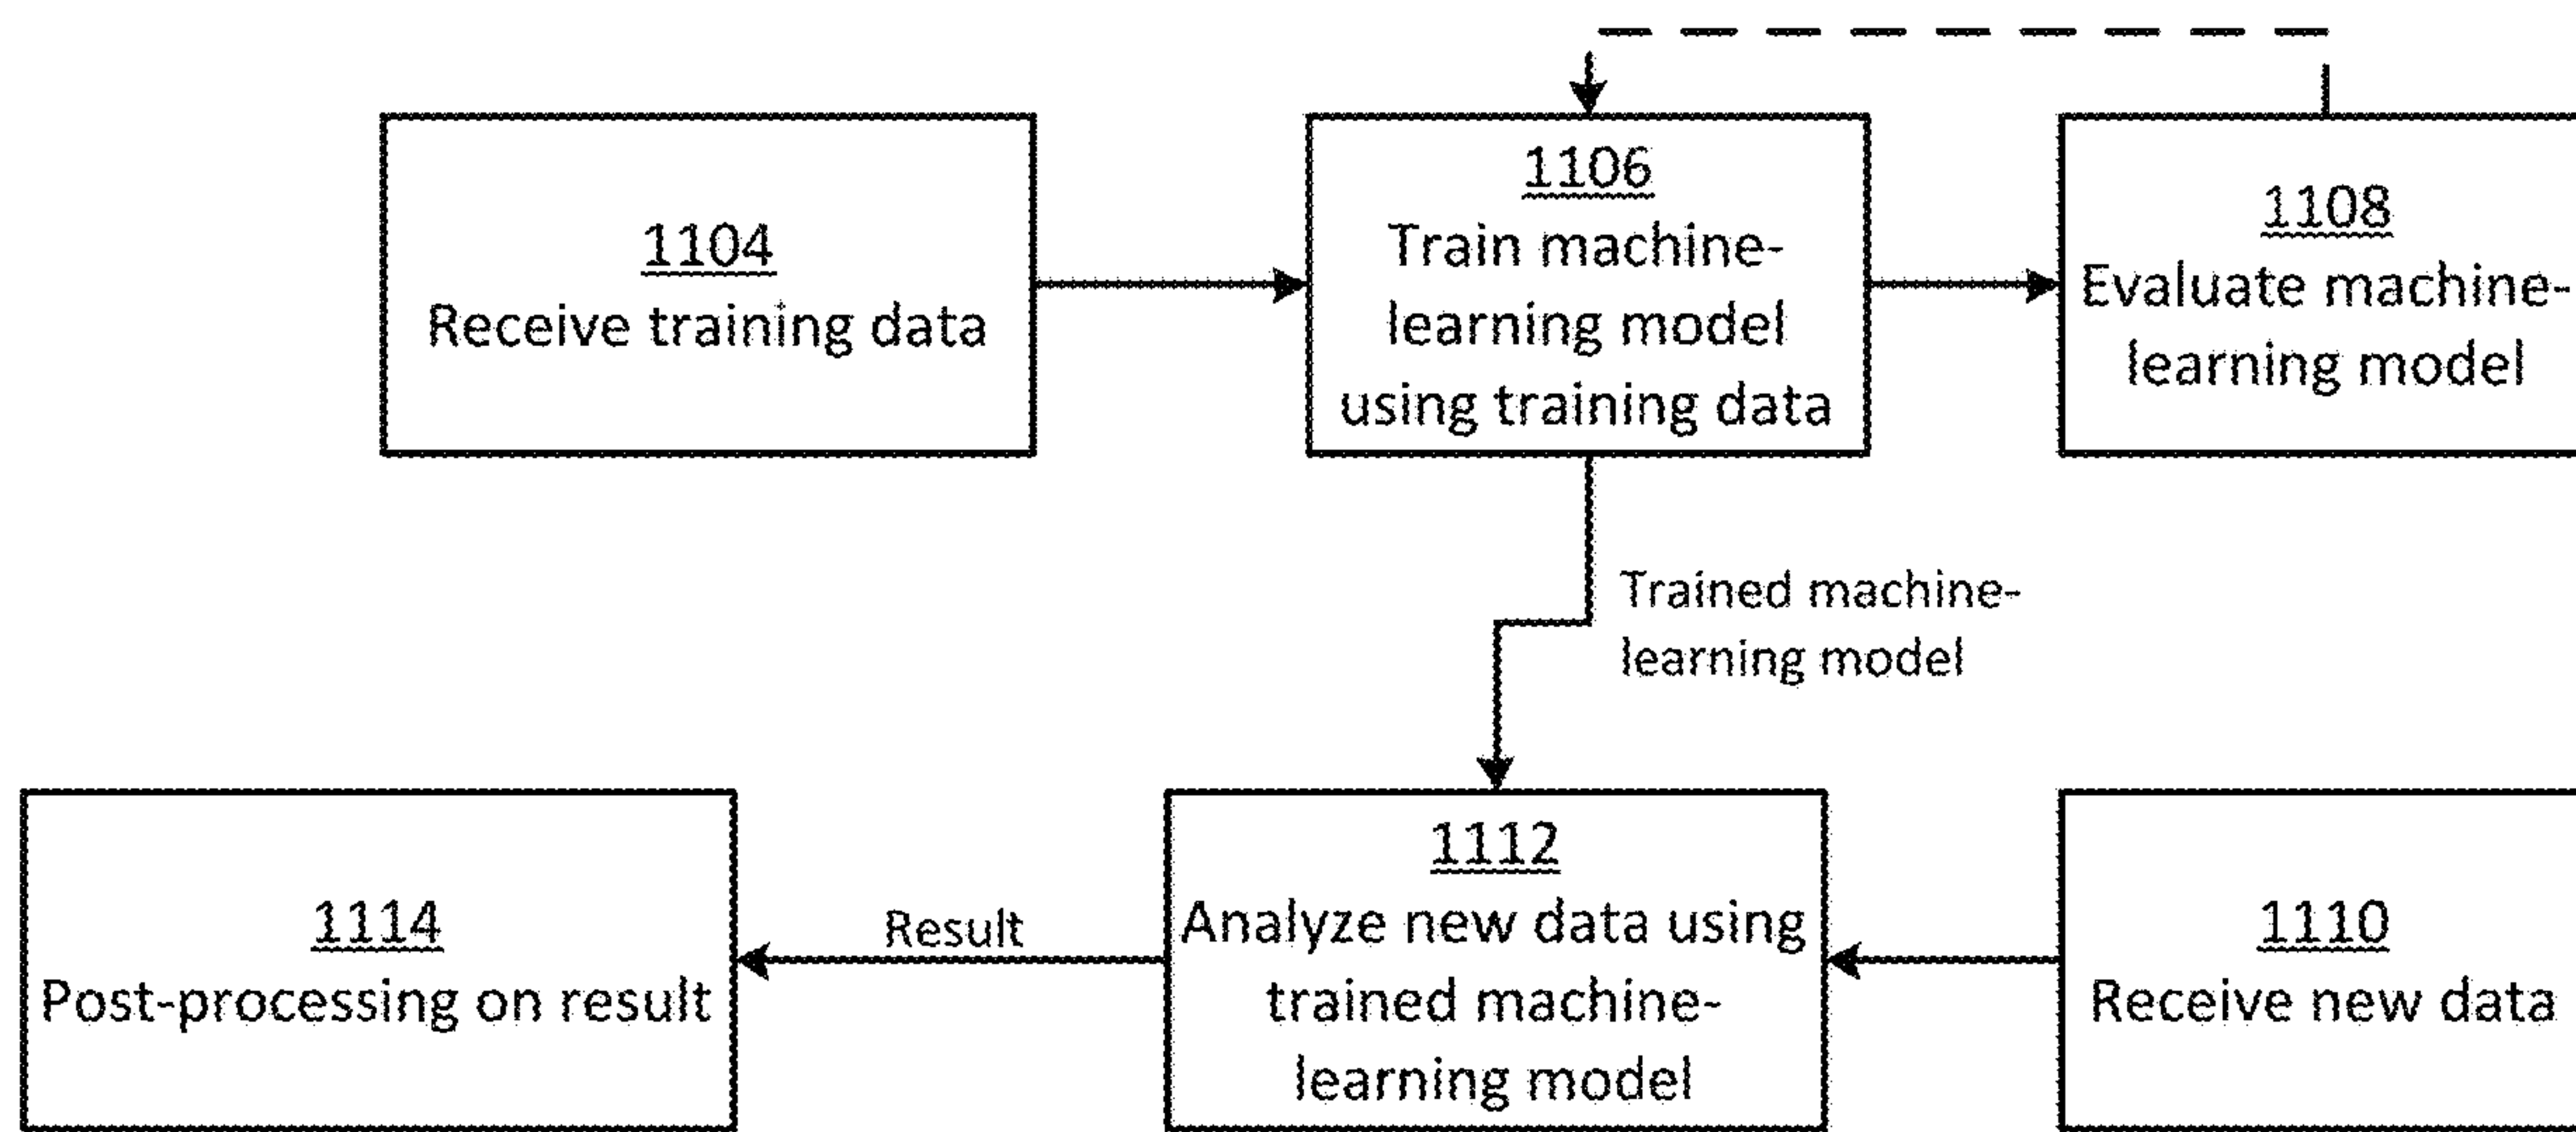 1104
Receive training data
1106
Train machine-
learning model
using training data
1108
Evaluate machine-
learning model
Trained machine-
learning model
1114
Post-processing on result
Result
1112
Analyze new data using
trained machine-
learning model
1110
Receive new data